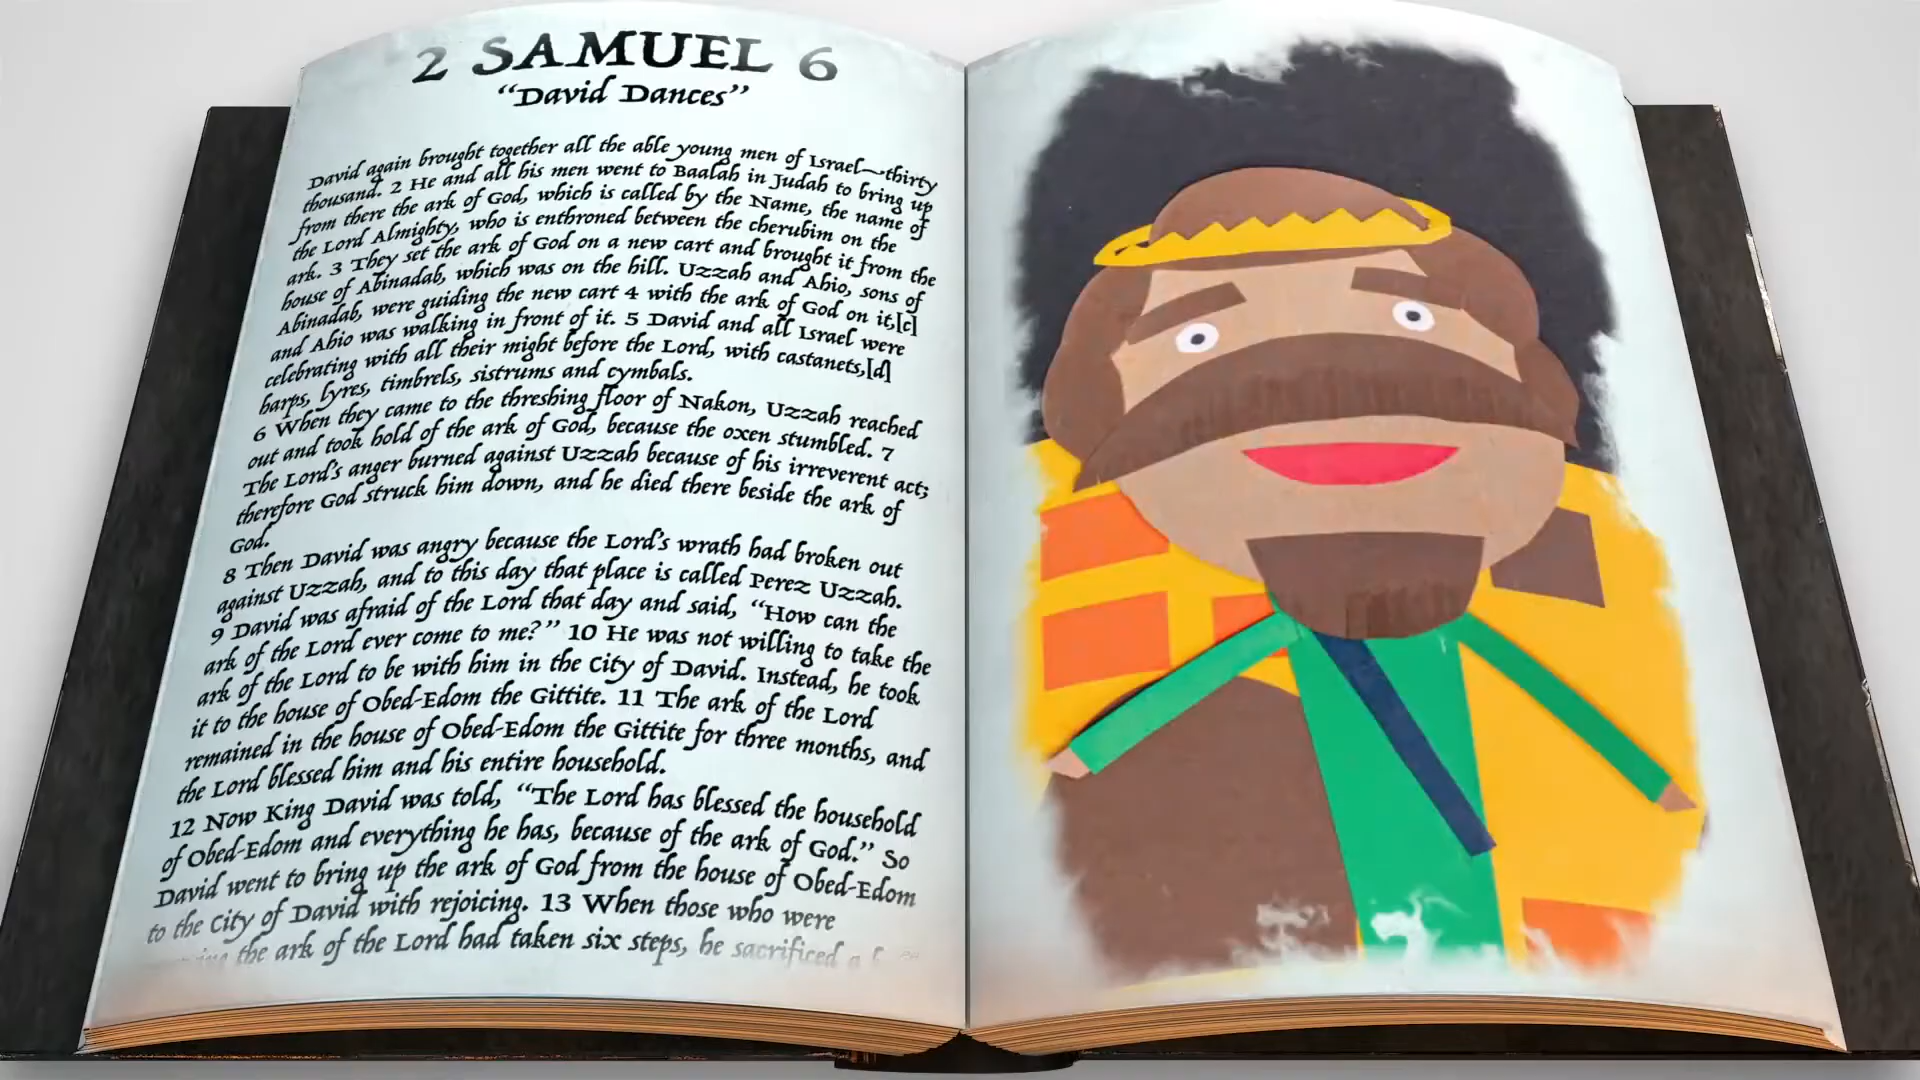 2 SAMUEL 6
“David Dances”
David again brought together all the able young men of Israel—thirty
thousand. 2 He and all his men went to Baalah in Judah to bring up
from there the ark of God, which is called by the Name, the name of
the Lord Almighty, who is enthroned between the cherubim on the
ark. 3 They set the ark of God on a new cart and brought it from the
house of Abinadab, which was on the hill. Uzzah and Ahio, sons of
Abinadab, were guiding the new cart 4 with the ark of God on it,[c]
and Ahio was walking in front of it. 5 David and all Israel were
celebrating with all their might before the Lord, with castanets,[d]
harps, lyres, timbrels, sistrums and cymbals.
6 When they came to the threshing floor of Nakon, Uzzah reached
out and took hold of the ark of God, because the oxen stumbled. 7
The Lord’s anger burned against Uzzah because of his irreverent act;
therefore God struck him down, and he died there beside the ark of
God.
8 Then David was angry because the Lord’s wrath had broken out
against Uzzah, and to this day that place is called Perez Uzzah.
9 David was afraid of the Lord that day and said, “How can the
ark of the Lord ever come to me?” 10 He was not willing to take the
ark of the Lord to be with him in the City of David. Instead, he took
it to the house of Obed-Edom the Gittite. 11 The ark of the Lord
remained in the house of Obed-Edom the Gittite for three months, and
the Lord blessed him and his entire household.
12 Now King David was told, “The Lord has blessed the household
of Obed-Edom and everything he has, because of the ark of God.” So
David went to bring up the ark of God from the house of Obed-Edom
to the City of David with rejoicing. 13 When those who were
the ark of the Lord had taken six steps, he sacrificed a